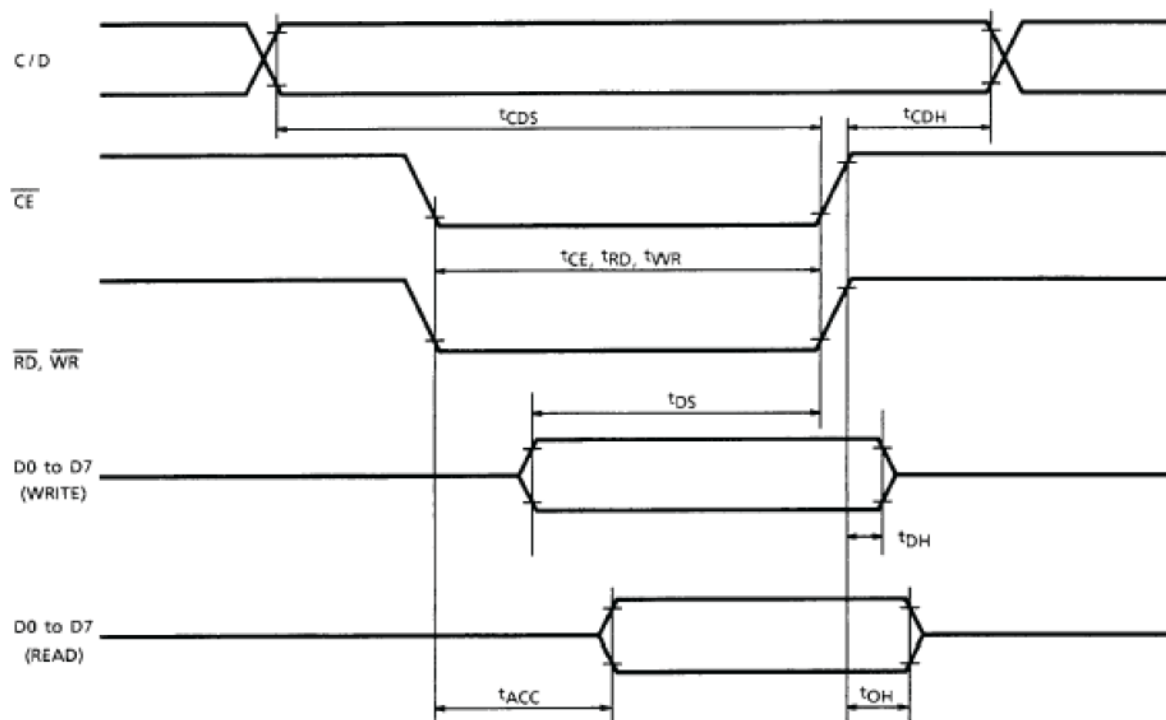 C/D
tCDS
tCDH
CE
tCE, tRD, tWR
RD, WR
tDS
D0 to D7
(WRITE)
tDH
D0 to D7
(READ)
tACC
tOH